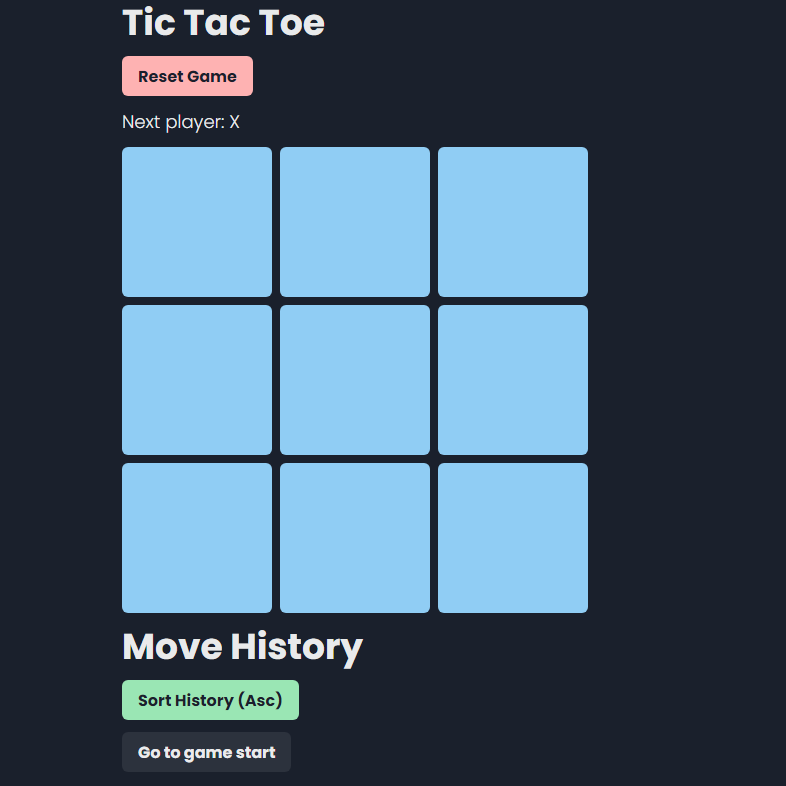 Tic Tac Toe
Reset Game
Next player: X
Move History
Sort History (Asc)
Go to game start